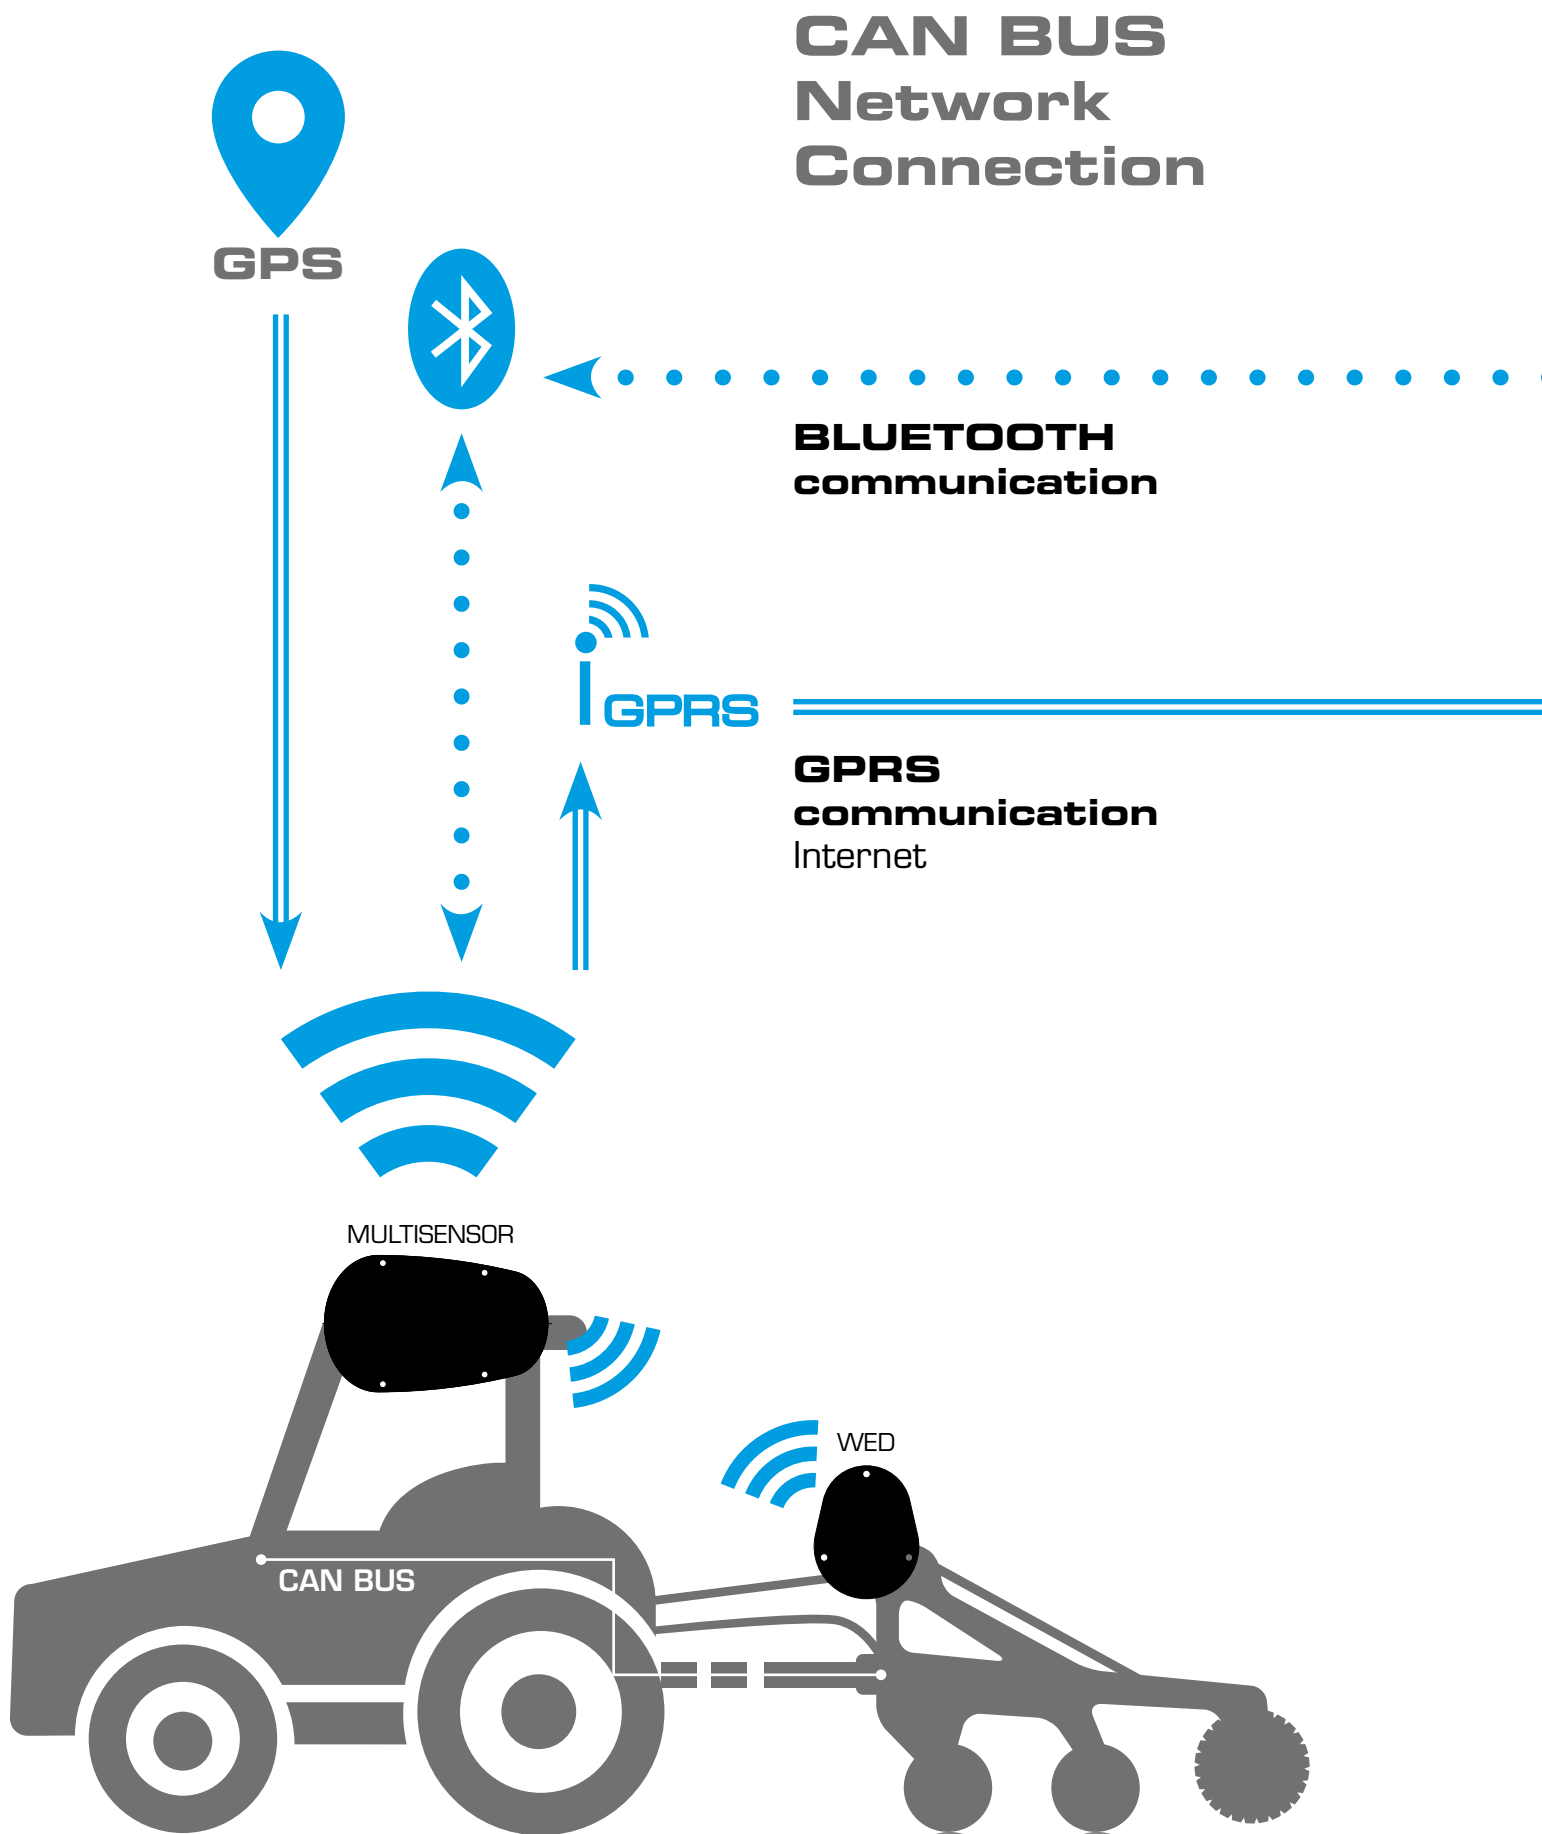 CAN BUS
Network
Connection
GPS
BLUETOOTH
communication
GPRS
GPRS
communication
Internet
MULTISENSOR
WED
CAN BUS